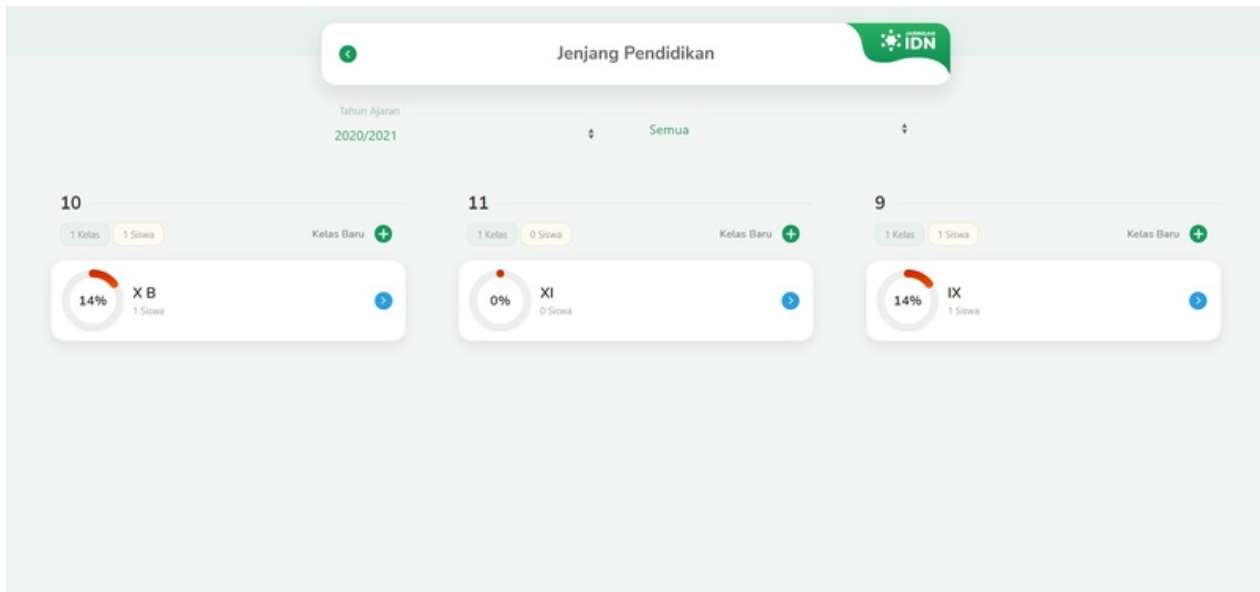 Jenjang Pendidikan
JARINGAN
IDN
Tahun Ajaran
2020/2021
Semua
10
1 Kelas
1 Siswa
Kelas Baru
14%
X B
1 Siswa
11
1 Kelas
0 Siswa
Kelas Baru
0%
XI
0 Siswa
9
1 Kelas
1 Siswa
Kelas Baru
14%
IX
1 Siswa